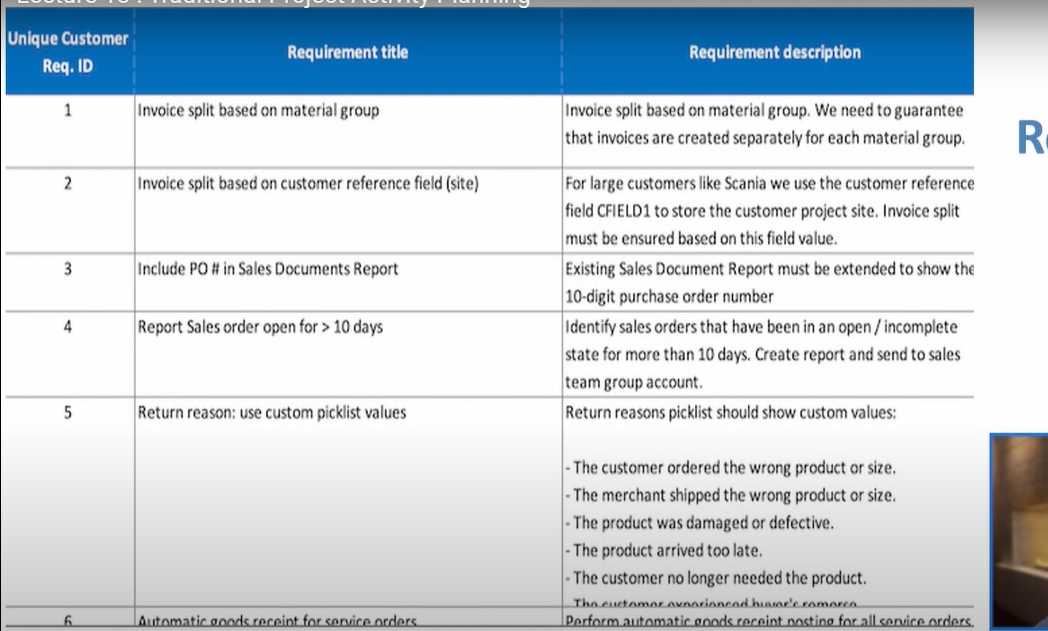 Lecture 10 : Traditional Project Activity Planning
Unique Customer
Req. ID
Requirement title
Requirement description
1
Invoice split based on material group
Invoice split based on material group. We need to guarantee
that invoices are created separately for each material group.
2
Invoice split based on customer reference field (site)
For large customers like Scania we use the customer reference
field CFIELD1 to store the customer project site. Invoice split
must be ensured based on this field value.
3
Include PO # in Sales Documents Report
Existing Sales Document Report must be extended to show the
10-digit purchase order number
4
Report Sales order open for > 10 days
Identify sales orders that have been in an open / incomplete
state for more than 10 days. Create report and send to sales
team group account.
5
Return reason: use custom picklist values
Return reasons picklist should show custom values:
- The customer ordered the wrong product or size.
- The merchant shipped the wrong product or size.
- The product was damaged or defective.
- The product arrived too late.
- The customer no longer needed the product.
The customer experienced buyer's remorse
6
Automatic goods receipt for service orders
Perform automatic goods receipt posting for all service orders